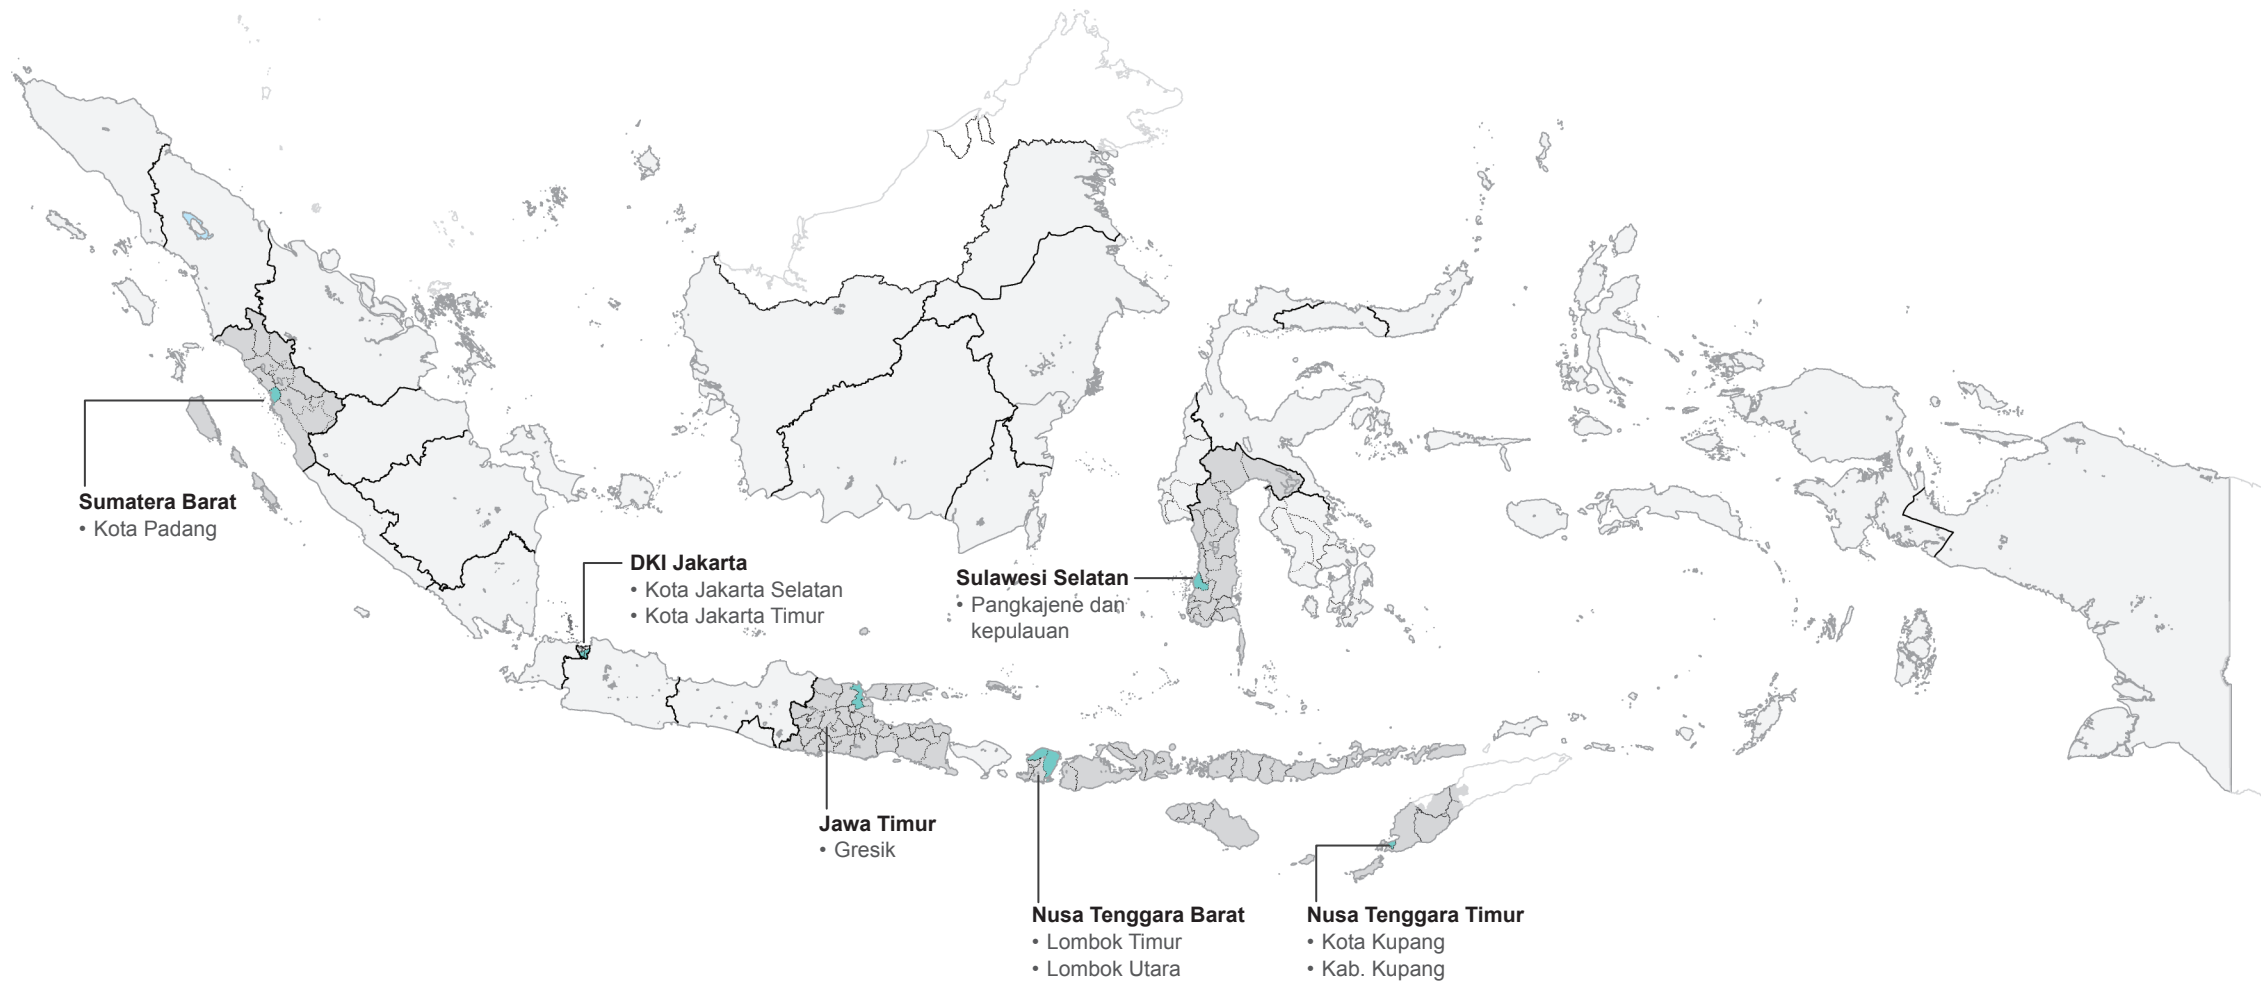 Sumatera Barat
• Kota Padang
DKI Jakarta
• Kota Jakarta Selatan
• Kota Jakarta Timur
Sulawesi Selatan
• Pangkajene dan
kepulauan
Jawa Timur
• Gresik
Nusa Tenggara Barat
• Lombok Timur
• Lombok Utara
Nusa Tenggara Timur
• Kota Kupang
• Kab. Kupang